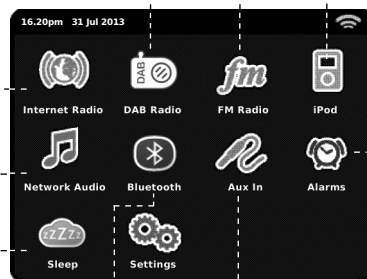 16.20pm 31 Jul 2013
DAB
fm
Internet Radio DAB Radio FM Radio iPod
Network Audio Bluetooth Aux In Alarms
zZZZz
Sleep Settings